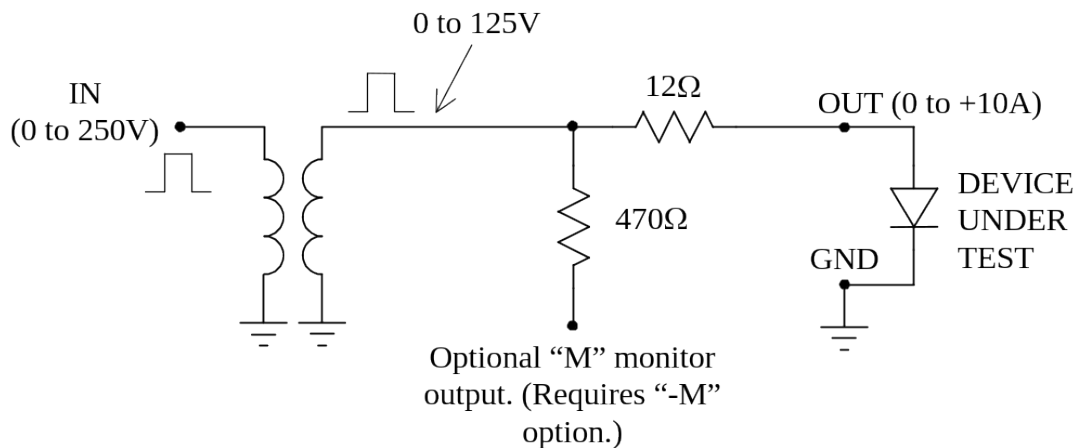 0 to 125V
IN
(0 to 250V)
12Ω
OUT (0 to +10A)
470Ω
DEVICE
UNDER
TEST
GND
Optional “M” monitor
output. (Requires “-M”
option.)